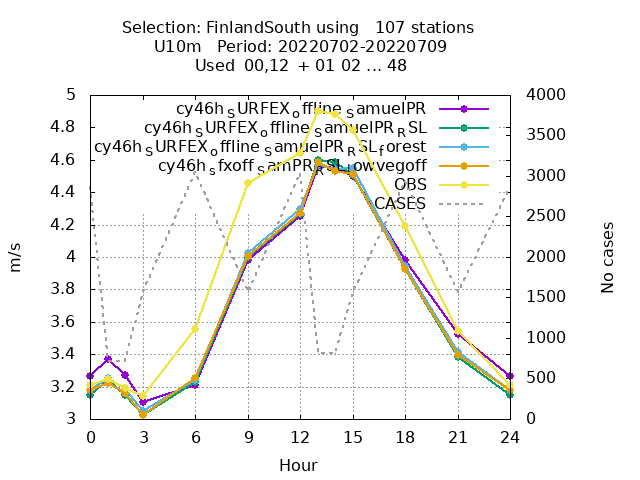 Selection: FinlandSouth using   107 stations
U10m   Period: 20220702-20220709
Used  00,12  + 01 02 ... 48
cy46h_SURFEX_offline_SamuelPR
cy46h_SURFEX_offline_SamuelPR_RSL
cy46h_SURFEX_offline_SamuelPR_RSL_forest
cy46h_sfxoff_SamPR_RSL_lowvegoff
OBS
CASES
5
4.8
4.6
4.4
4.2
4
3.8
3.6
3.4
3.2
3
m/s
4000
3500
3000
2500
2000
1500
1000
500
0
No cases
0 3 6 9 12 15 18 21 24
Hour